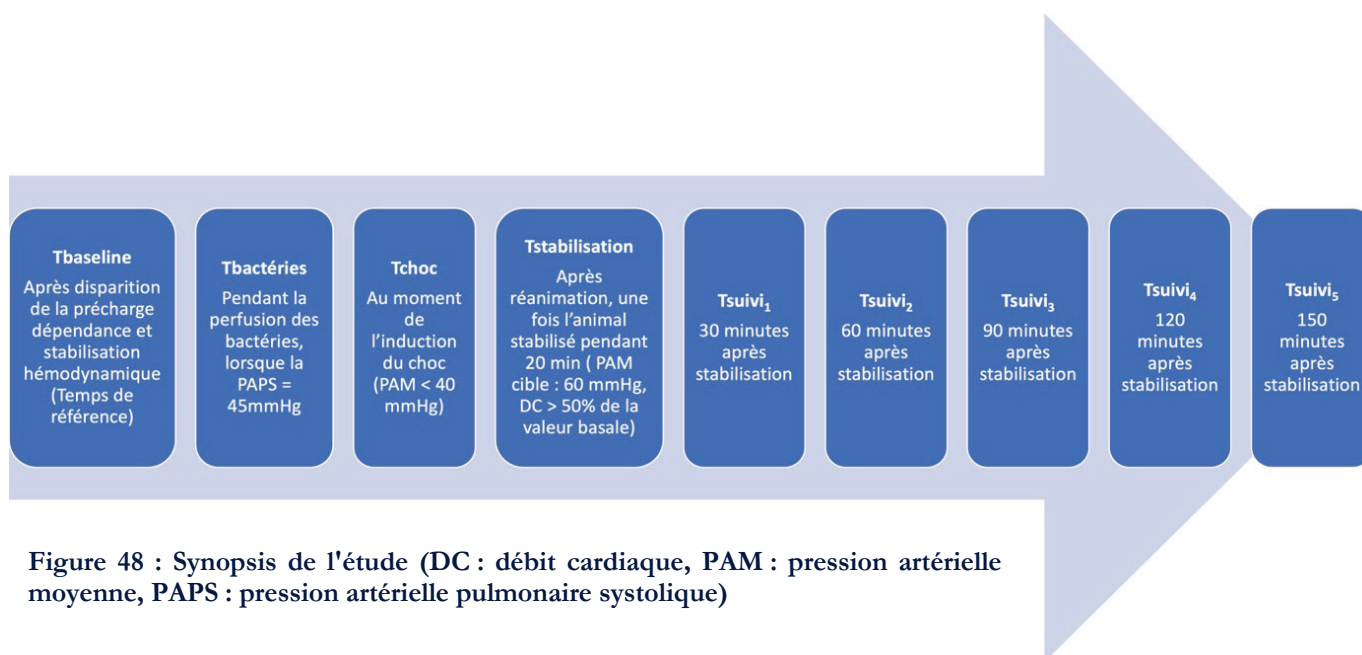 Tbaseline
Après disparition
de la précharge
dépendance et
stabilisation
hémodynamique
(Temps de
référence)
Tbactéries
Pendant la
perfusion des
bactéries,
lorsque la
PAPS =
45mmHg
Tchoc
Au moment
de
l’induction
du choc
(PAM < 40
mmHg)
Tstabilisation
Après
réanimation, une
fois l’animal
stabilisé pendant
20 min ( PAM
cible : 60 mmHg,
DC > 50% de la
valeur basale)
Tsuivi₁
30 minutes
après
stabilisation
Tsuivi₂
60 minutes
après
stabilisation
Tsuivi₃
90 minutes
après
stabilisation
Tsuivi₄
120
minutes
après
stabilisation
Tsuivi₅
150
minutes
après
stabilisation
Figure 48 : Synopsis de l'étude (DC : débit cardiaque, PAM : pression artérielle
moyenne, PAPS : pression artérielle pulmonaire systolique)